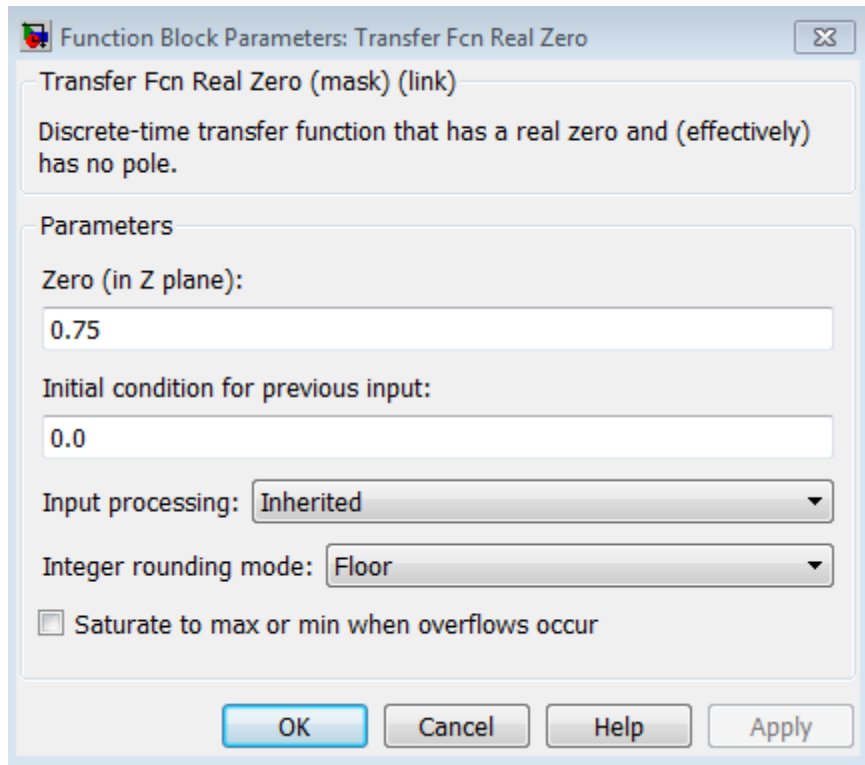 Function Block Parameters: Transfer Fcn Real Zero
Transfer Fcn Real Zero (mask) (link)
Discrete-time transfer function that has a real zero and (effectively)
has no pole.
Parameters
Zero (in Z plane):
0.75
Initial condition for previous input:
0.0
Input processing: Inherited
Integer rounding mode: Floor
Saturate to max or min when overflows occur
OK Cancel Help Apply